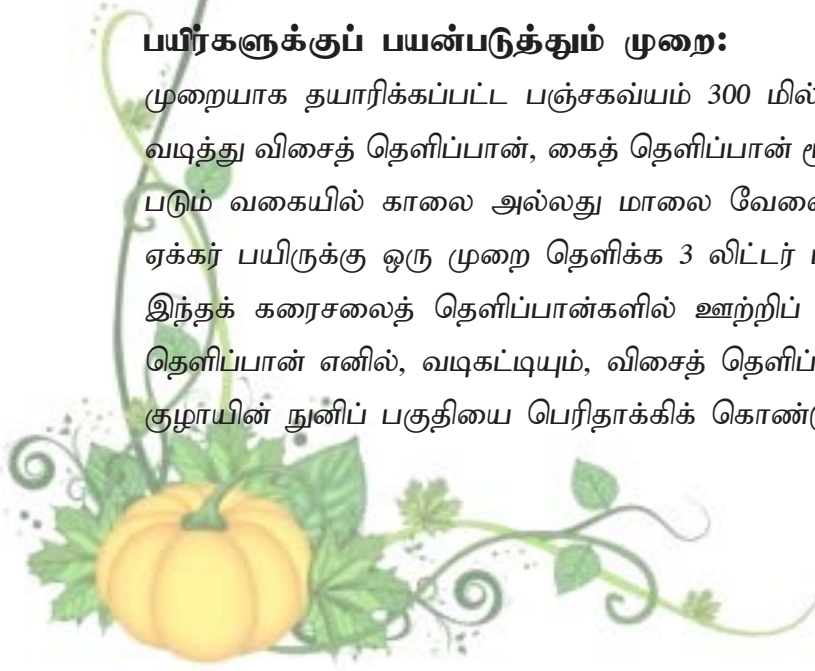 பயிர்களுக்குப் பயன்படுத்தும் முறை:
முறையாக தயாரிக்கப்பட்ட பஞ்சகவ்யம் 300 மில்
வடித்து விசைத் தெளிப்பான், கைத் தெளிப்பான் மூ
படும் வகையில் காலை அல்லது மாலை வேளை
ஏக்கர் பயிருக்கு ஒரு முறை தெளிக்க 3 லிட்டர்
இந்தக் கரைசலைத் தெளிப்பான்களில் ஊற்றிப்
தெளிப்பான் எனில், வடிகட்டியும், விசைத் தெளிப்
குழாயின் நுனிப் பகுதியை பெரிதாக்கிக்